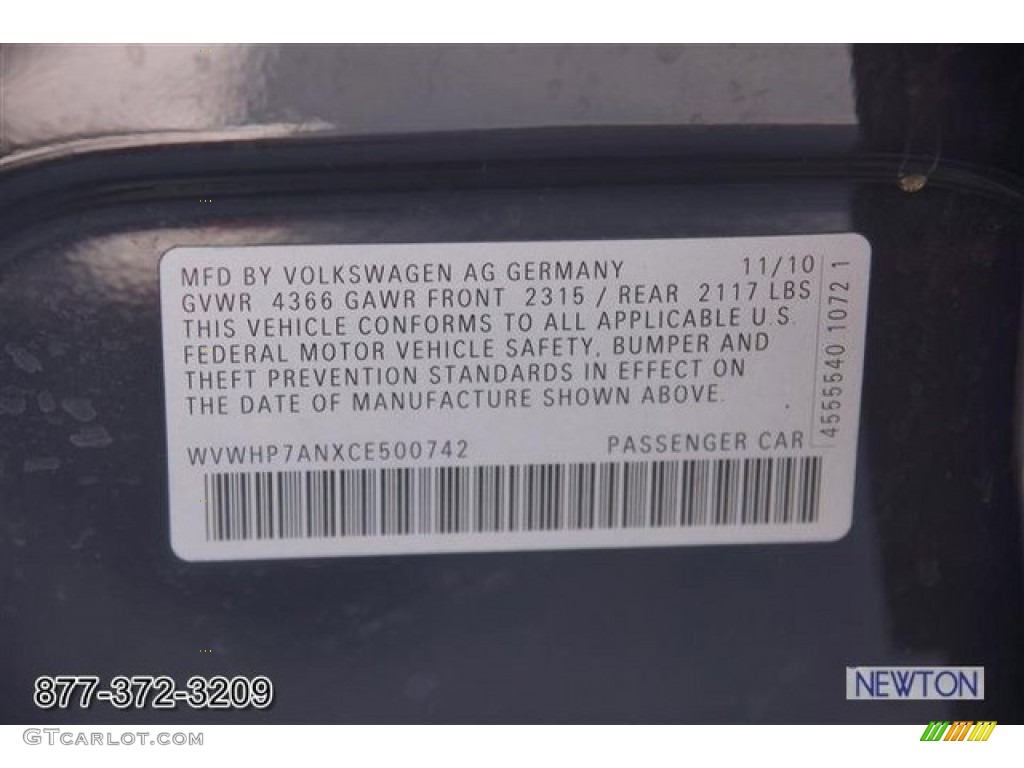 MFD BY VOLKSWAGEN AG GERMANY 11/10
GVWR 4366 GAWR FRONT 2315 / REAR 2117 LBS
THIS VEHICLE CONFORMS TO ALL APPLICABLE U.S.
FEDERAL MOTOR VEHICLE SAFETY, BUMPER AND
THEFT PREVENTION STANDARDS IN EFFECT ON
THE DATE OF MANUFACTURE SHOWN ABOVE.
WVWHP7ANXCE500742 PASSENGER CAR
4555540 1072 1
877-372-3209
NEWTON
GTCARLOT.COM